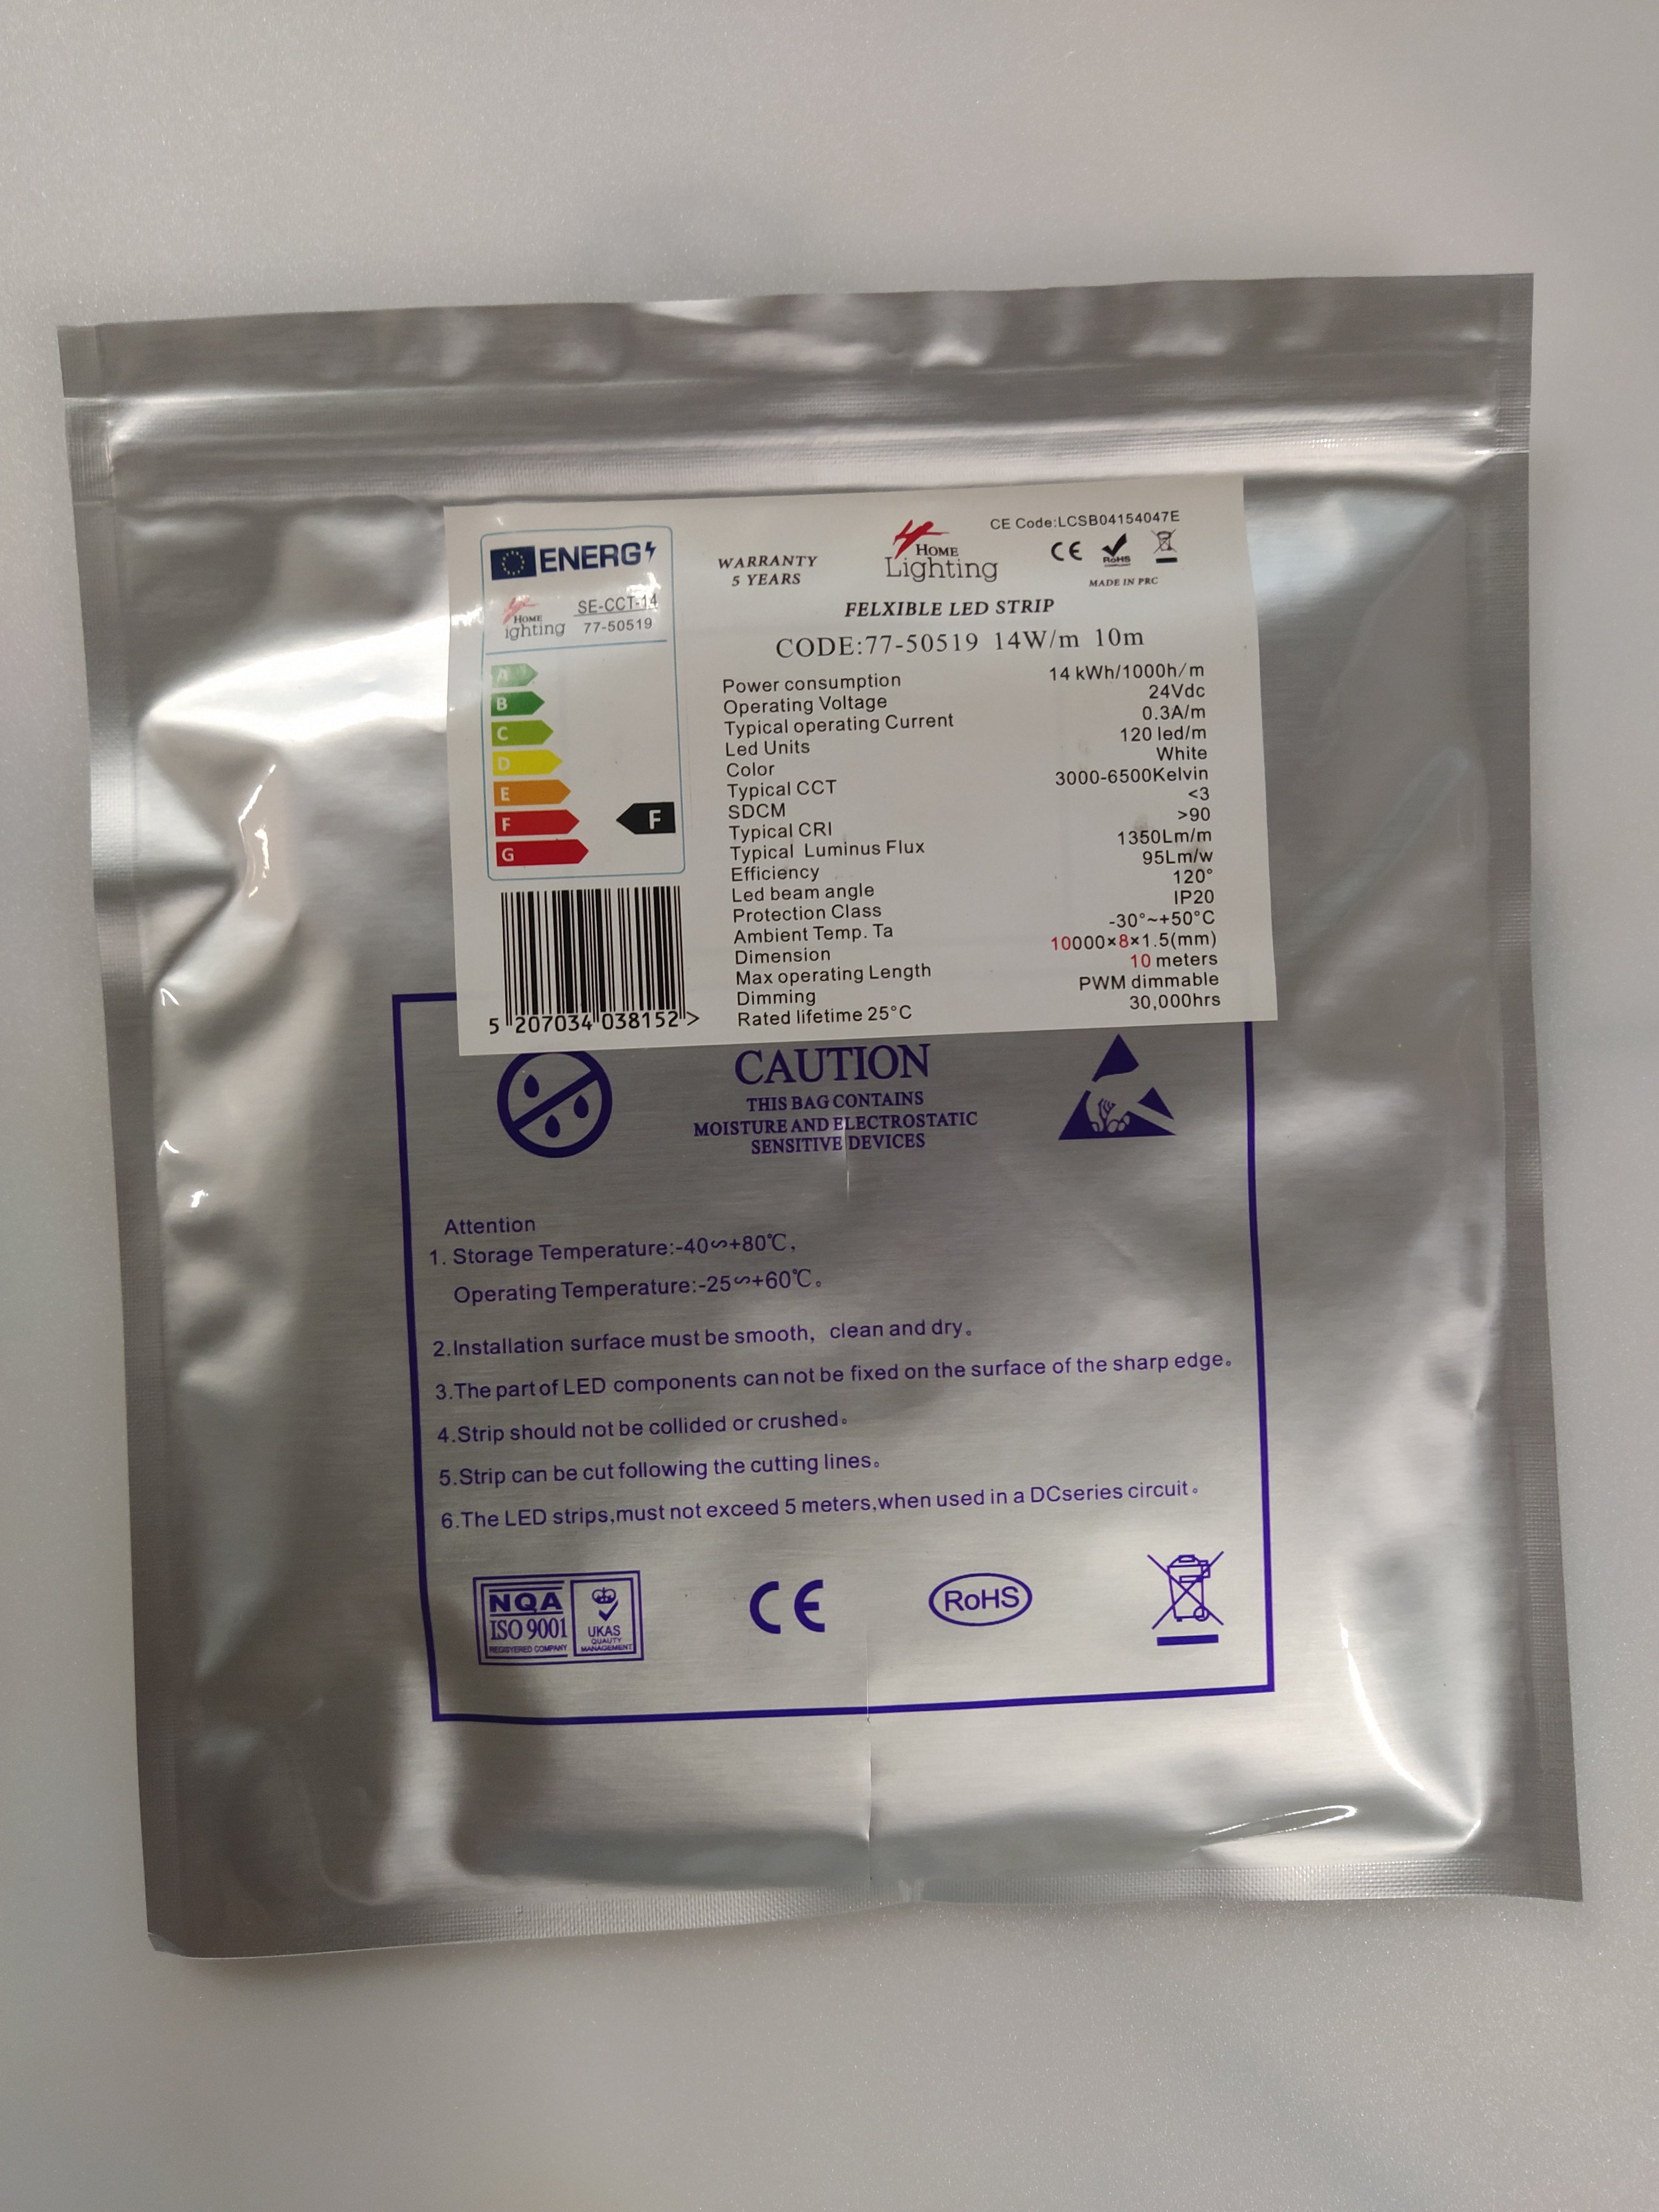 ENERG
HOME
ighting
SE-CCT-14
77-50519
A
B
C
D
E
F
G
F
5 207034 038152 >
WARRANTY
5 YEARS
HOME
Lighting
CE Code:LCSB04154047E
CE
RoHS
MADE IN PRC
FELXIBLE LED STRIP
CODE:77-50519 14W/m 10m
Power consumption 14 kWh/1000h/m
Operating Voltage 24Vdc
Typical operating Current 0.3A/m
Led Units 120 led/m
Color White
Typical CCT 3000-6500Kelvin
SDCM <3
Typical CRI >90
Typical Luminus Flux 1350Lm/m
Efficiency 95Lm/w
Led beam angle 120°
Protection Class IP20
Ambient Temp. Ta -30°~+50°C
Dimension 10000×8×1.5(mm)
Max operating Length 10 meters
Dimming PWM dimmable
Rated lifetime 25°C 30,000hrs
CAUTION
THIS BAG CONTAINS
MOISTURE AND ELECTROSTATIC
SENSITIVE DEVICES
Attention
1. Storage Temperature:-40∽+80℃,
Operating Temperature:-25∽+60℃。
2.Installation surface must be smooth, clean and dry。
3.The part of LED components can not be fixed on the surface of the sharp edge。
4.Strip should not be collided or crushed。
5.Strip can be cut following the cutting lines。
6.The LED strips,must not exceed 5 meters,when used in a DCseries circuit。
NQA
ISO 9001
REGISTERED COMPANY
UKAS
QUALITY
MANAGEMENT
CE
RoHS